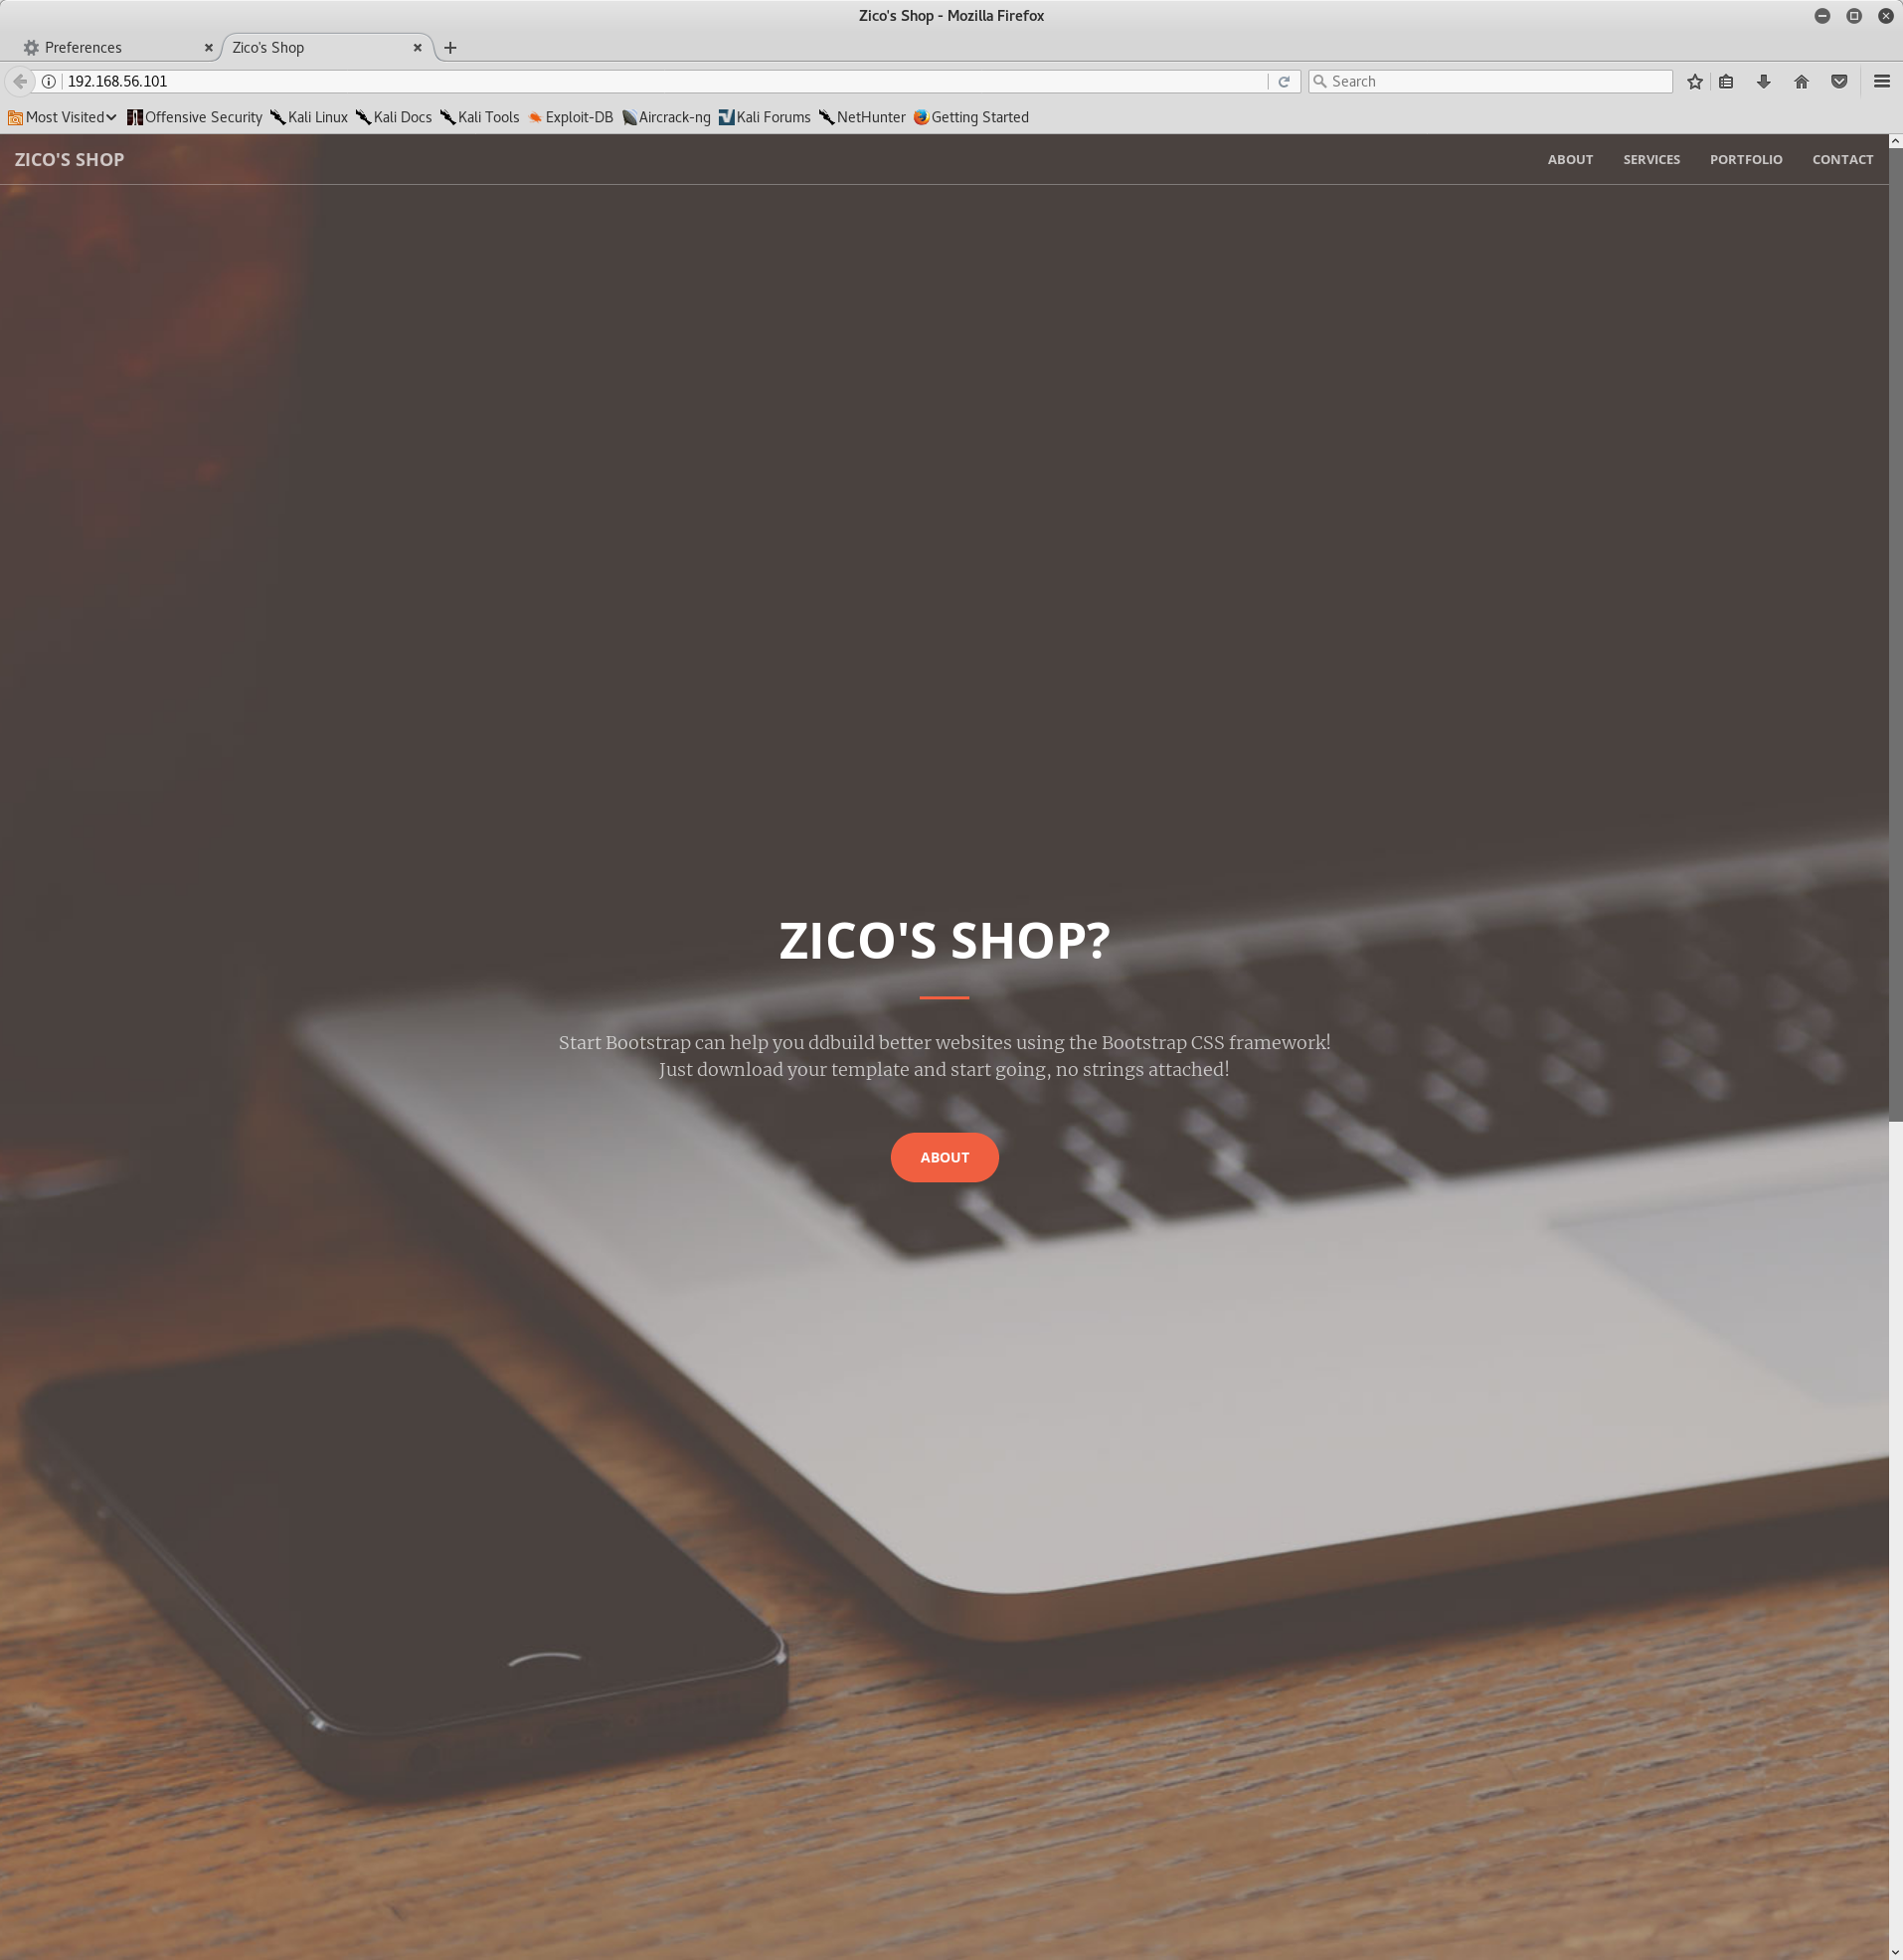 Zico's Shop - Mozilla Firefox
Preferences
Zico's Shop
192.168.56.101
Search
Most Visited Offensive Security Kali Linux Kali Docs Kali Tools Exploit-DB Aircrack-ng Kali Forums NetHunter Getting Started
ZICO'S SHOP ABOUT SERVICES PORTFOLIO CONTACT
ZICO'S SHOP?
Start Bootstrap can help you ddbuild better websites using the Bootstrap CSS framework!
Just download your template and start going, no strings attached!
ABOUT